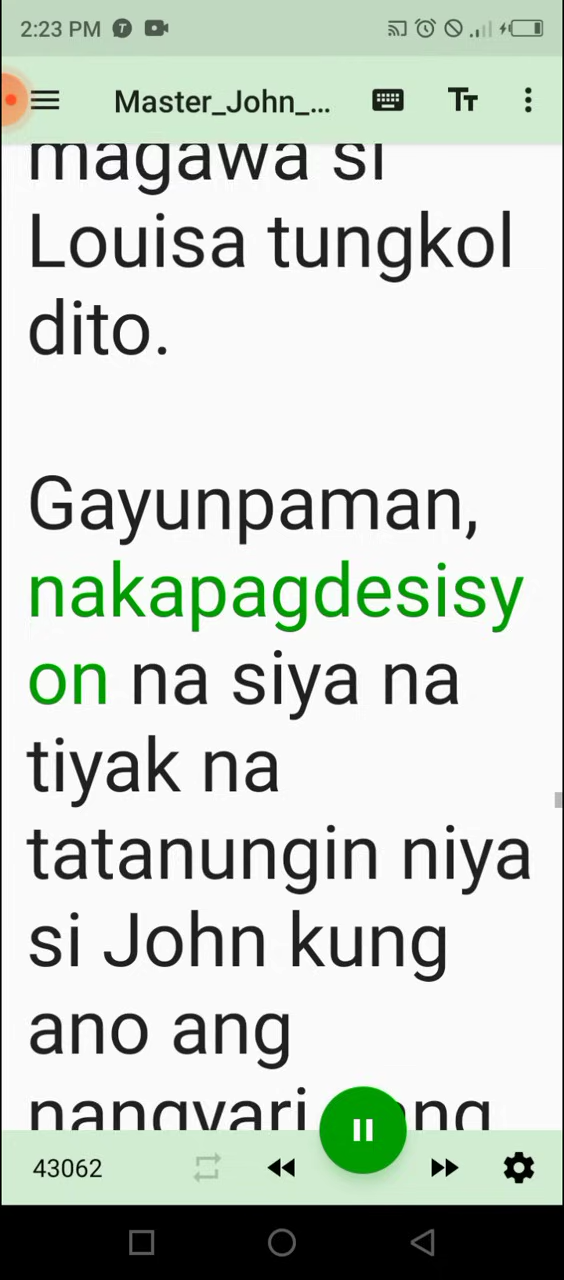 2:23 PM
Master_John_...
magawa si
Louisa tungkol
dito.
Gayunpaman,
nakapagdesisy
on na siya na
tiyak na
tatanungin niya
si John kung
ano ang
nangyari
43062